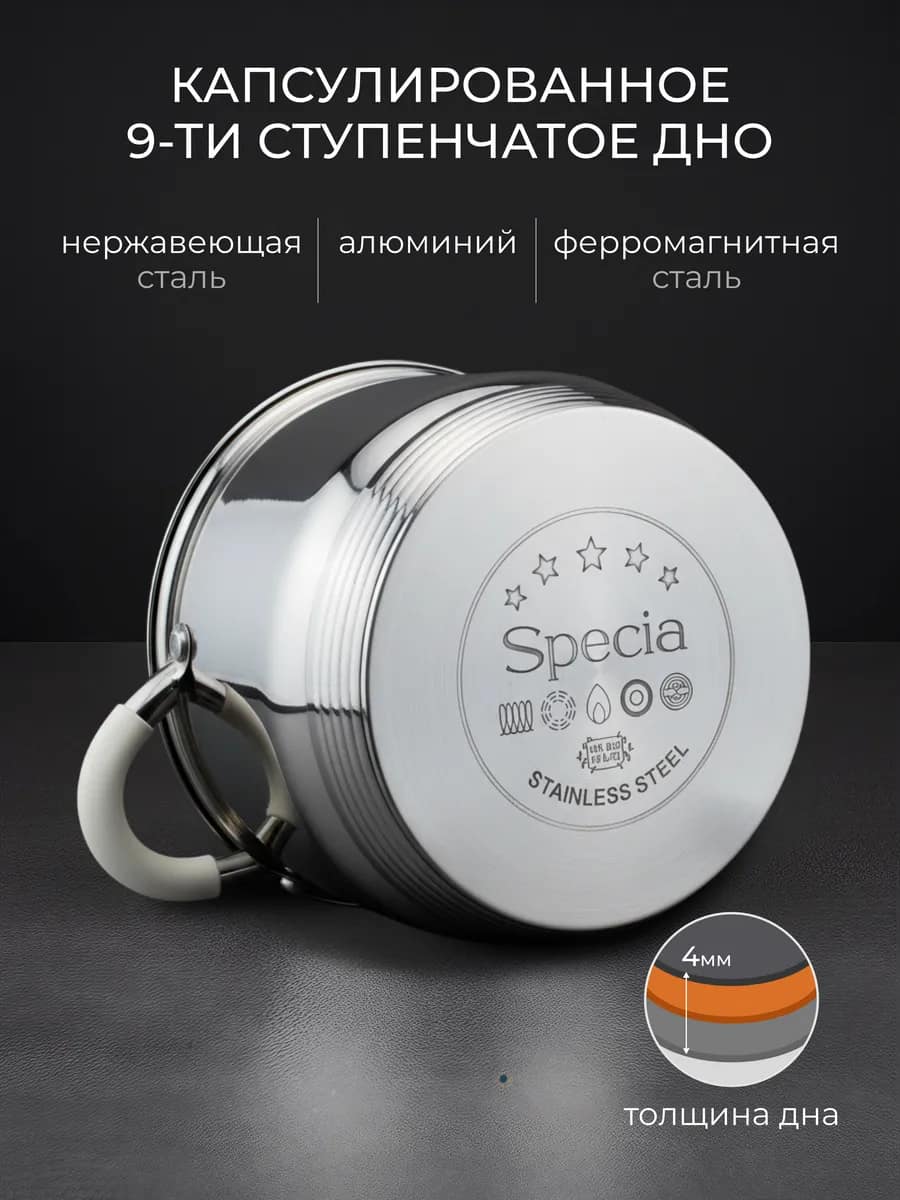 КАПСУЛИРОВАННОЕ
9-ТИ СТУПЕНЧАТОЕ ДНО
нержавеющая
сталь
алюминий
ферромагнитная
сталь
Specia
STAINLESS STEEL
4мм
толщина дна